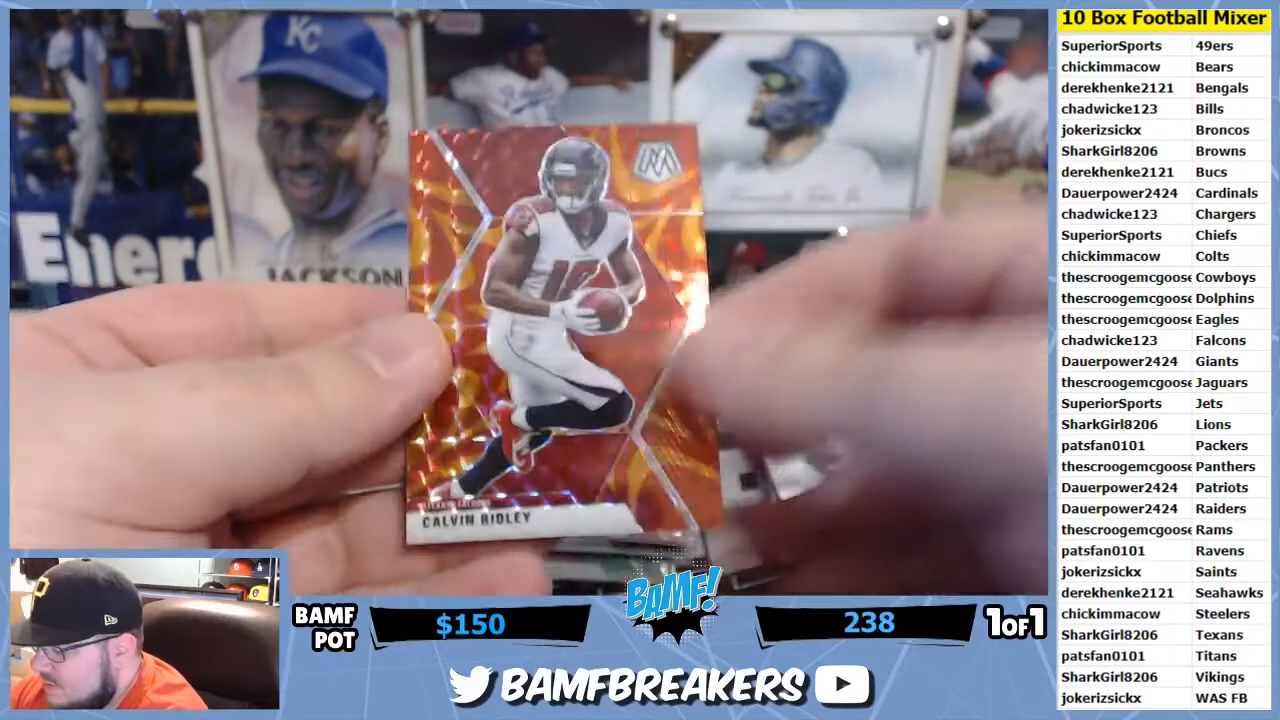 10 Box Football Mixer
SuperiorSports 49ers
chickimmacow Bears
derekhenke2121 Bengals
chadwicke123 Bills
jokerizsickx Broncos
SharkGirl8206 Browns
derekhenke2121 Bucs
Dauerpower2424 Cardinals
chadwicke123 Chargers
SuperiorSports Chiefs
chickimmacow Colts
thescroogemcgoose Cowboys
thescroogemcgoose Dolphins
thescroogemcgoose Eagles
chadwicke123 Falcons
Dauerpower2424 Giants
thescroogemcgoose Jaguars
SuperiorSports Jets
SharkGirl8206 Lions
patsfan0101 Packers
thescroogemcgoose Panthers
Dauerpower2424 Patriots
Dauerpower2424 Raiders
thescroogemcgoose Rams
patsfan0101 Ravens
jokerizsickx Saints
derekhenke2121 Seahawks
chickimmacow Steelers
SharkGirl8206 Texans
patsfan0101 Titans
SharkGirl8206 Vikings
jokerizsickx WAS FB
KC
Energ
JACKSON
M
18
CALVIN RIDLEY
P
BAMF POT
$150
BAMF!
238
1 OF 1
BAMFBREAKERS